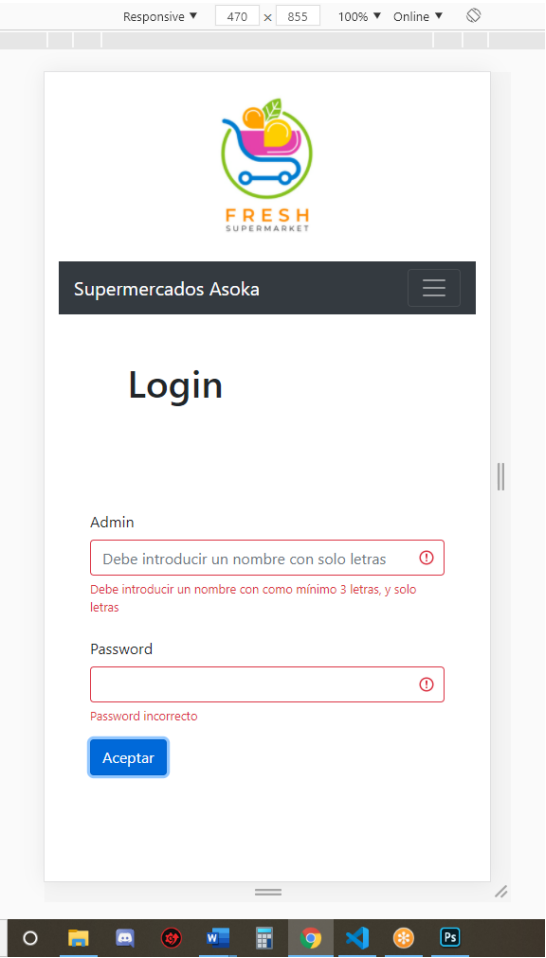 Responsive ▼ 470 × 855 100% ▼ Online ▼
FRESH
SUPERMARKET
Supermercados Asoka
Login
Admin
Debe introducir un nombre con solo letras
Debe introducir un nombre con como mínimo 3 letras, y solo
letras
Password
Password incorrecto
Aceptar
W
Ps